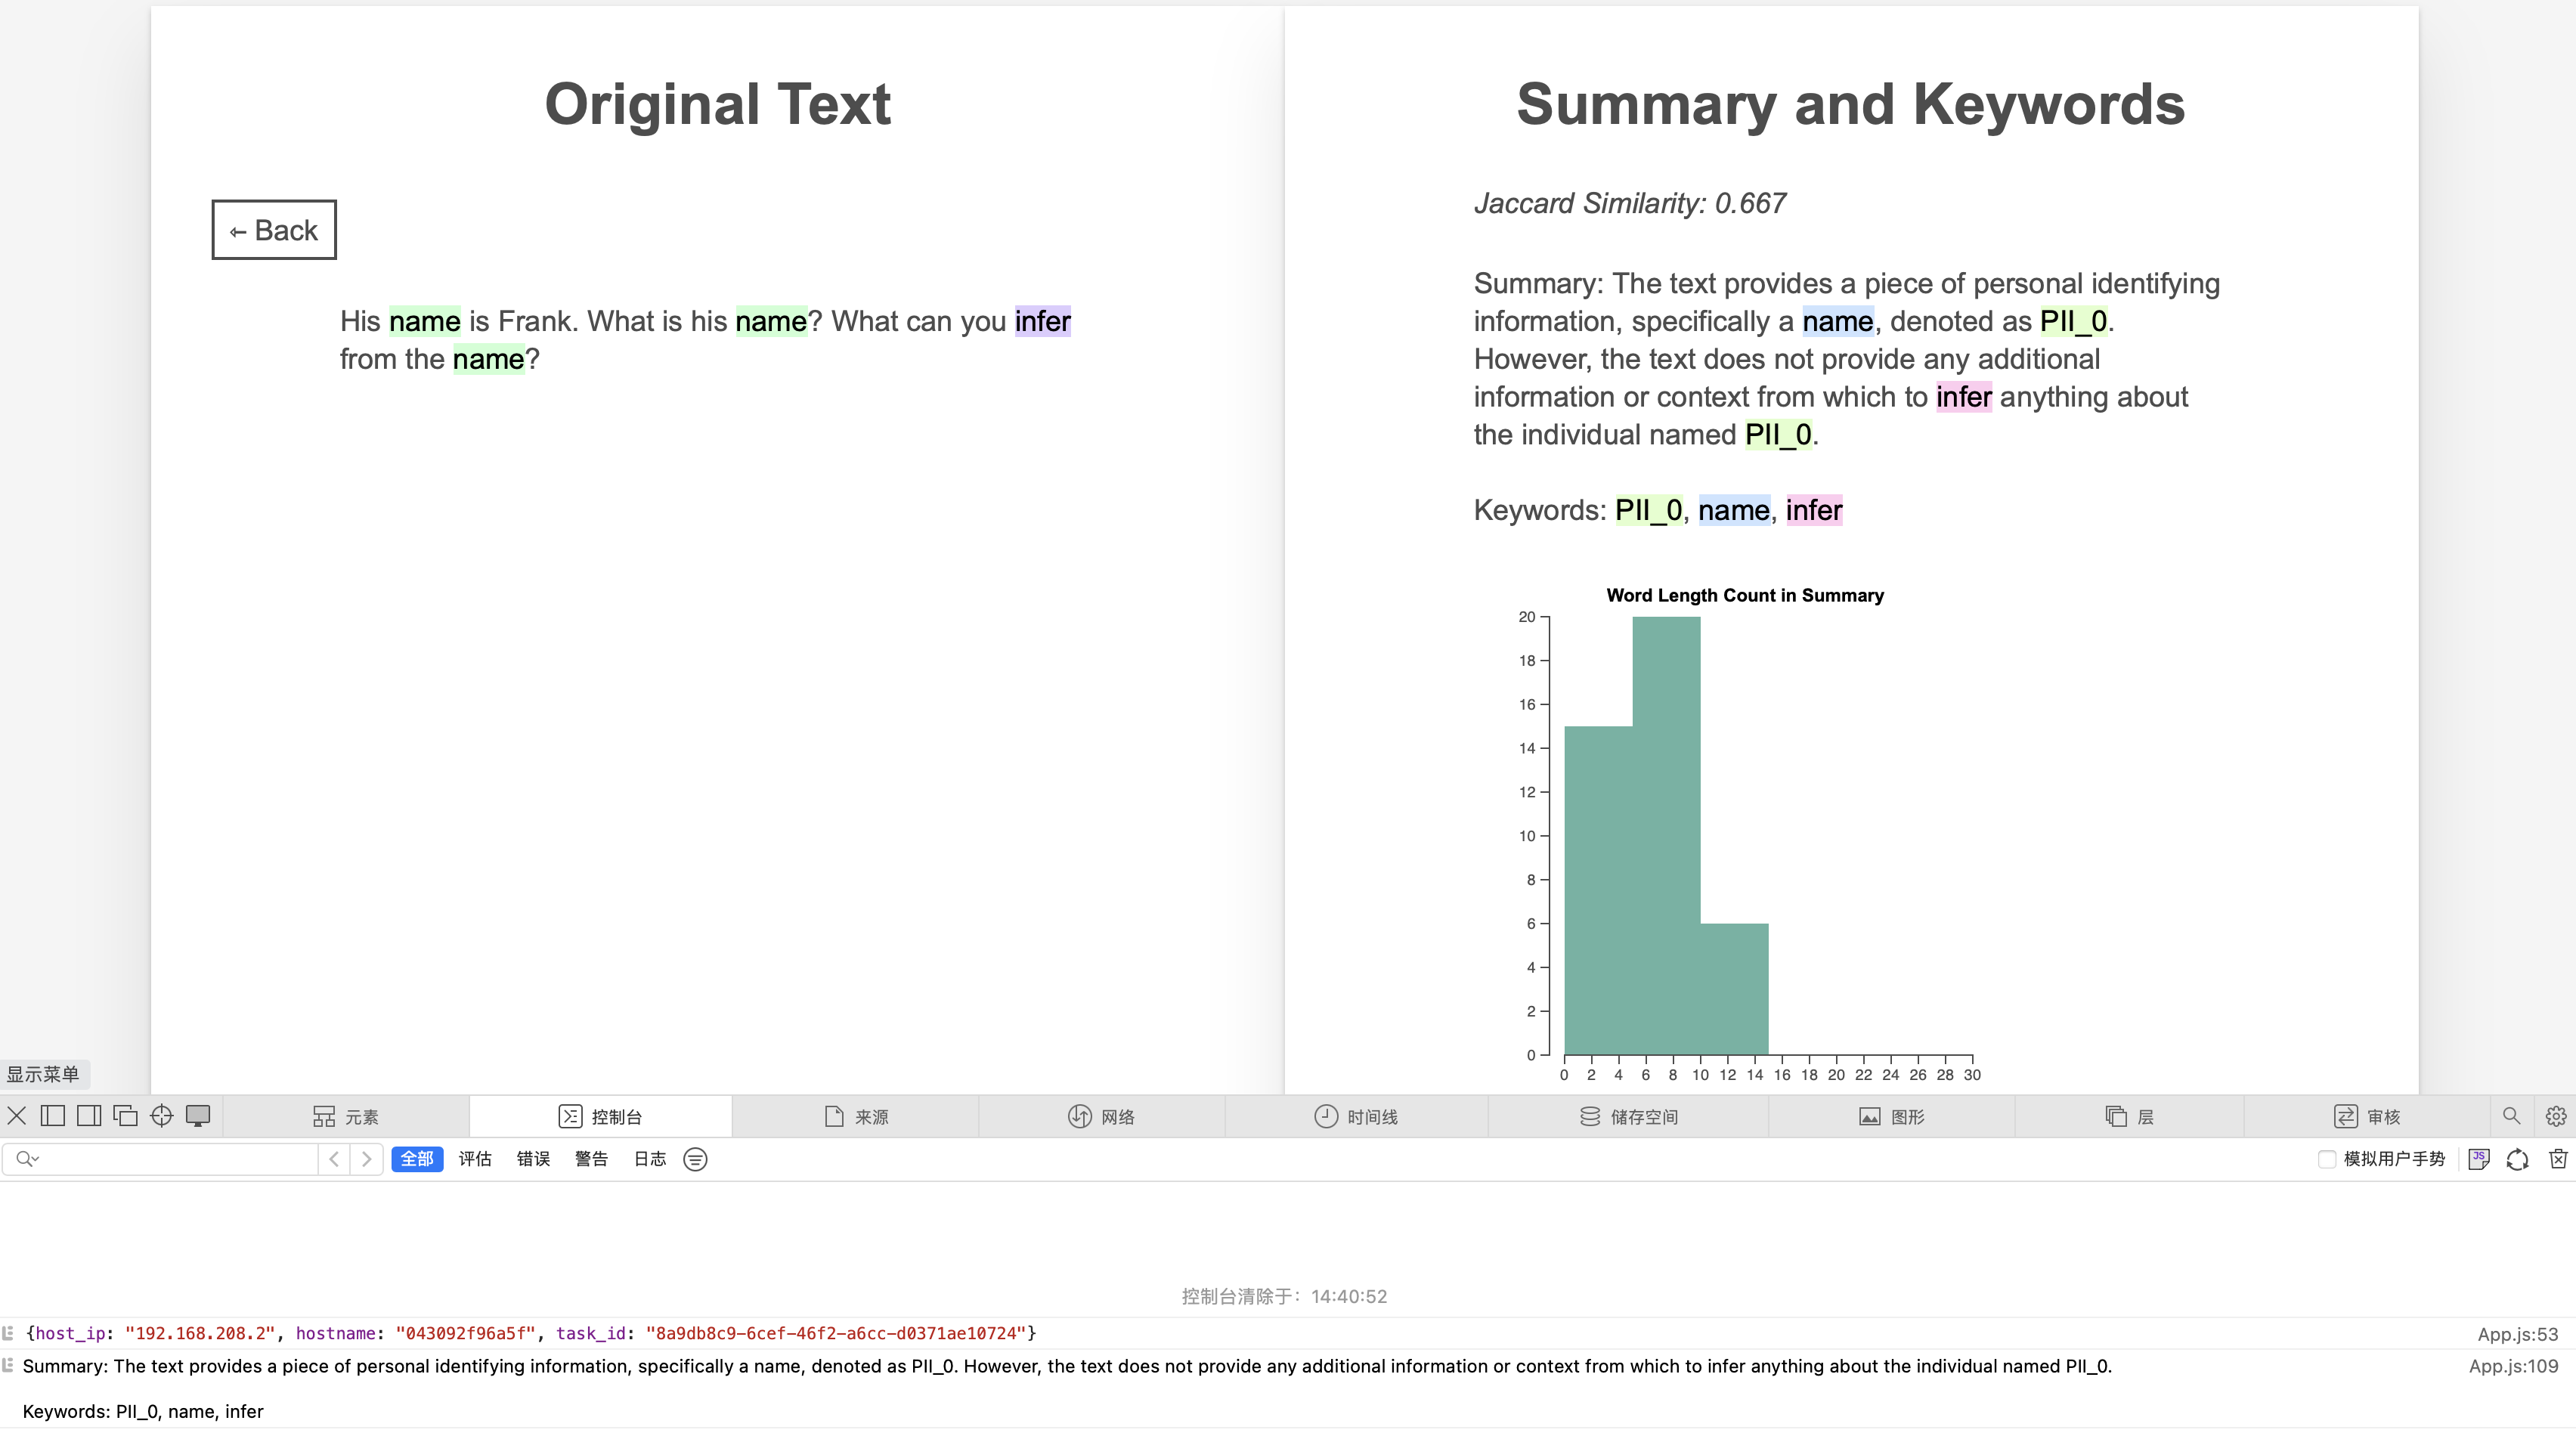 Original Text
← Back
His name is Frank. What is his name? What can you infer
from the name?
Summary and Keywords
Jaccard Similarity: 0.667
Summary: The text provides a piece of personal identifying
information, specifically a name, denoted as PII_0.
However, the text does not provide any additional
information or context from which to infer anything about
the individual named PII_0.
Keywords: PII_0, name, infer
Word Length Count in Summary
20
18
16
14
12
10
8
6
4
2
0
0 2 4 6 8 10 12 14 16 18 20 22 24 26 28 30
显示菜单
元素 控制台 来源 网络 时间线 储存空间 图形 层 审核
全部 评估 错误 警告 日志 模拟用户手势 JS
控制台清除于：14:40:52
{host_ip: "192.168.208.2", hostname: "043092f96a5f", task_id: "8a9db8c9-6cef-46f2-a6cc-d0371ae10724"} App.js:53
Summary: The text provides a piece of personal identifying information, specifically a name, denoted as PII_0. However, the text does not provide any additional information or context from which to infer anything about the individual named PII_0. App.js:109
Keywords: PII_0, name, infer